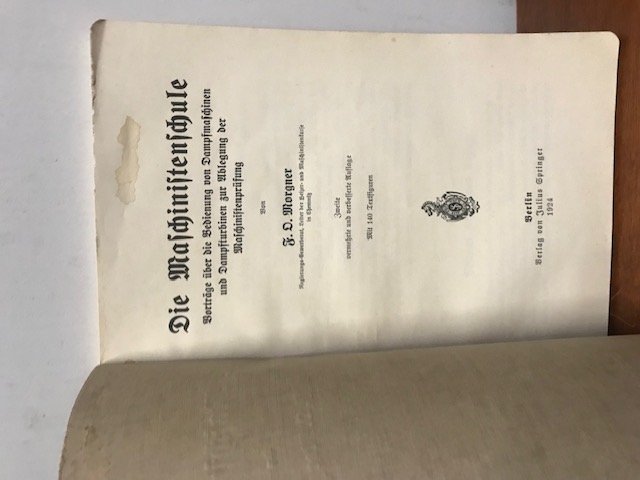 Die Maschinistenschule
Vorträge über die Bedienung von Dampfmaschinen
und Dampfturbinen zur Ablegung der
Maschinistenprüfung
Von
F. O. Morgner
Regierungs-Gewerberat, Leiter der Heizer- und Maschinistenkurse
in Chemnitz
Zweite
vermehrte und verbesserte Auflage
Mit 140 Textfiguren
Berlin
Verlag von Julius Springer
1924